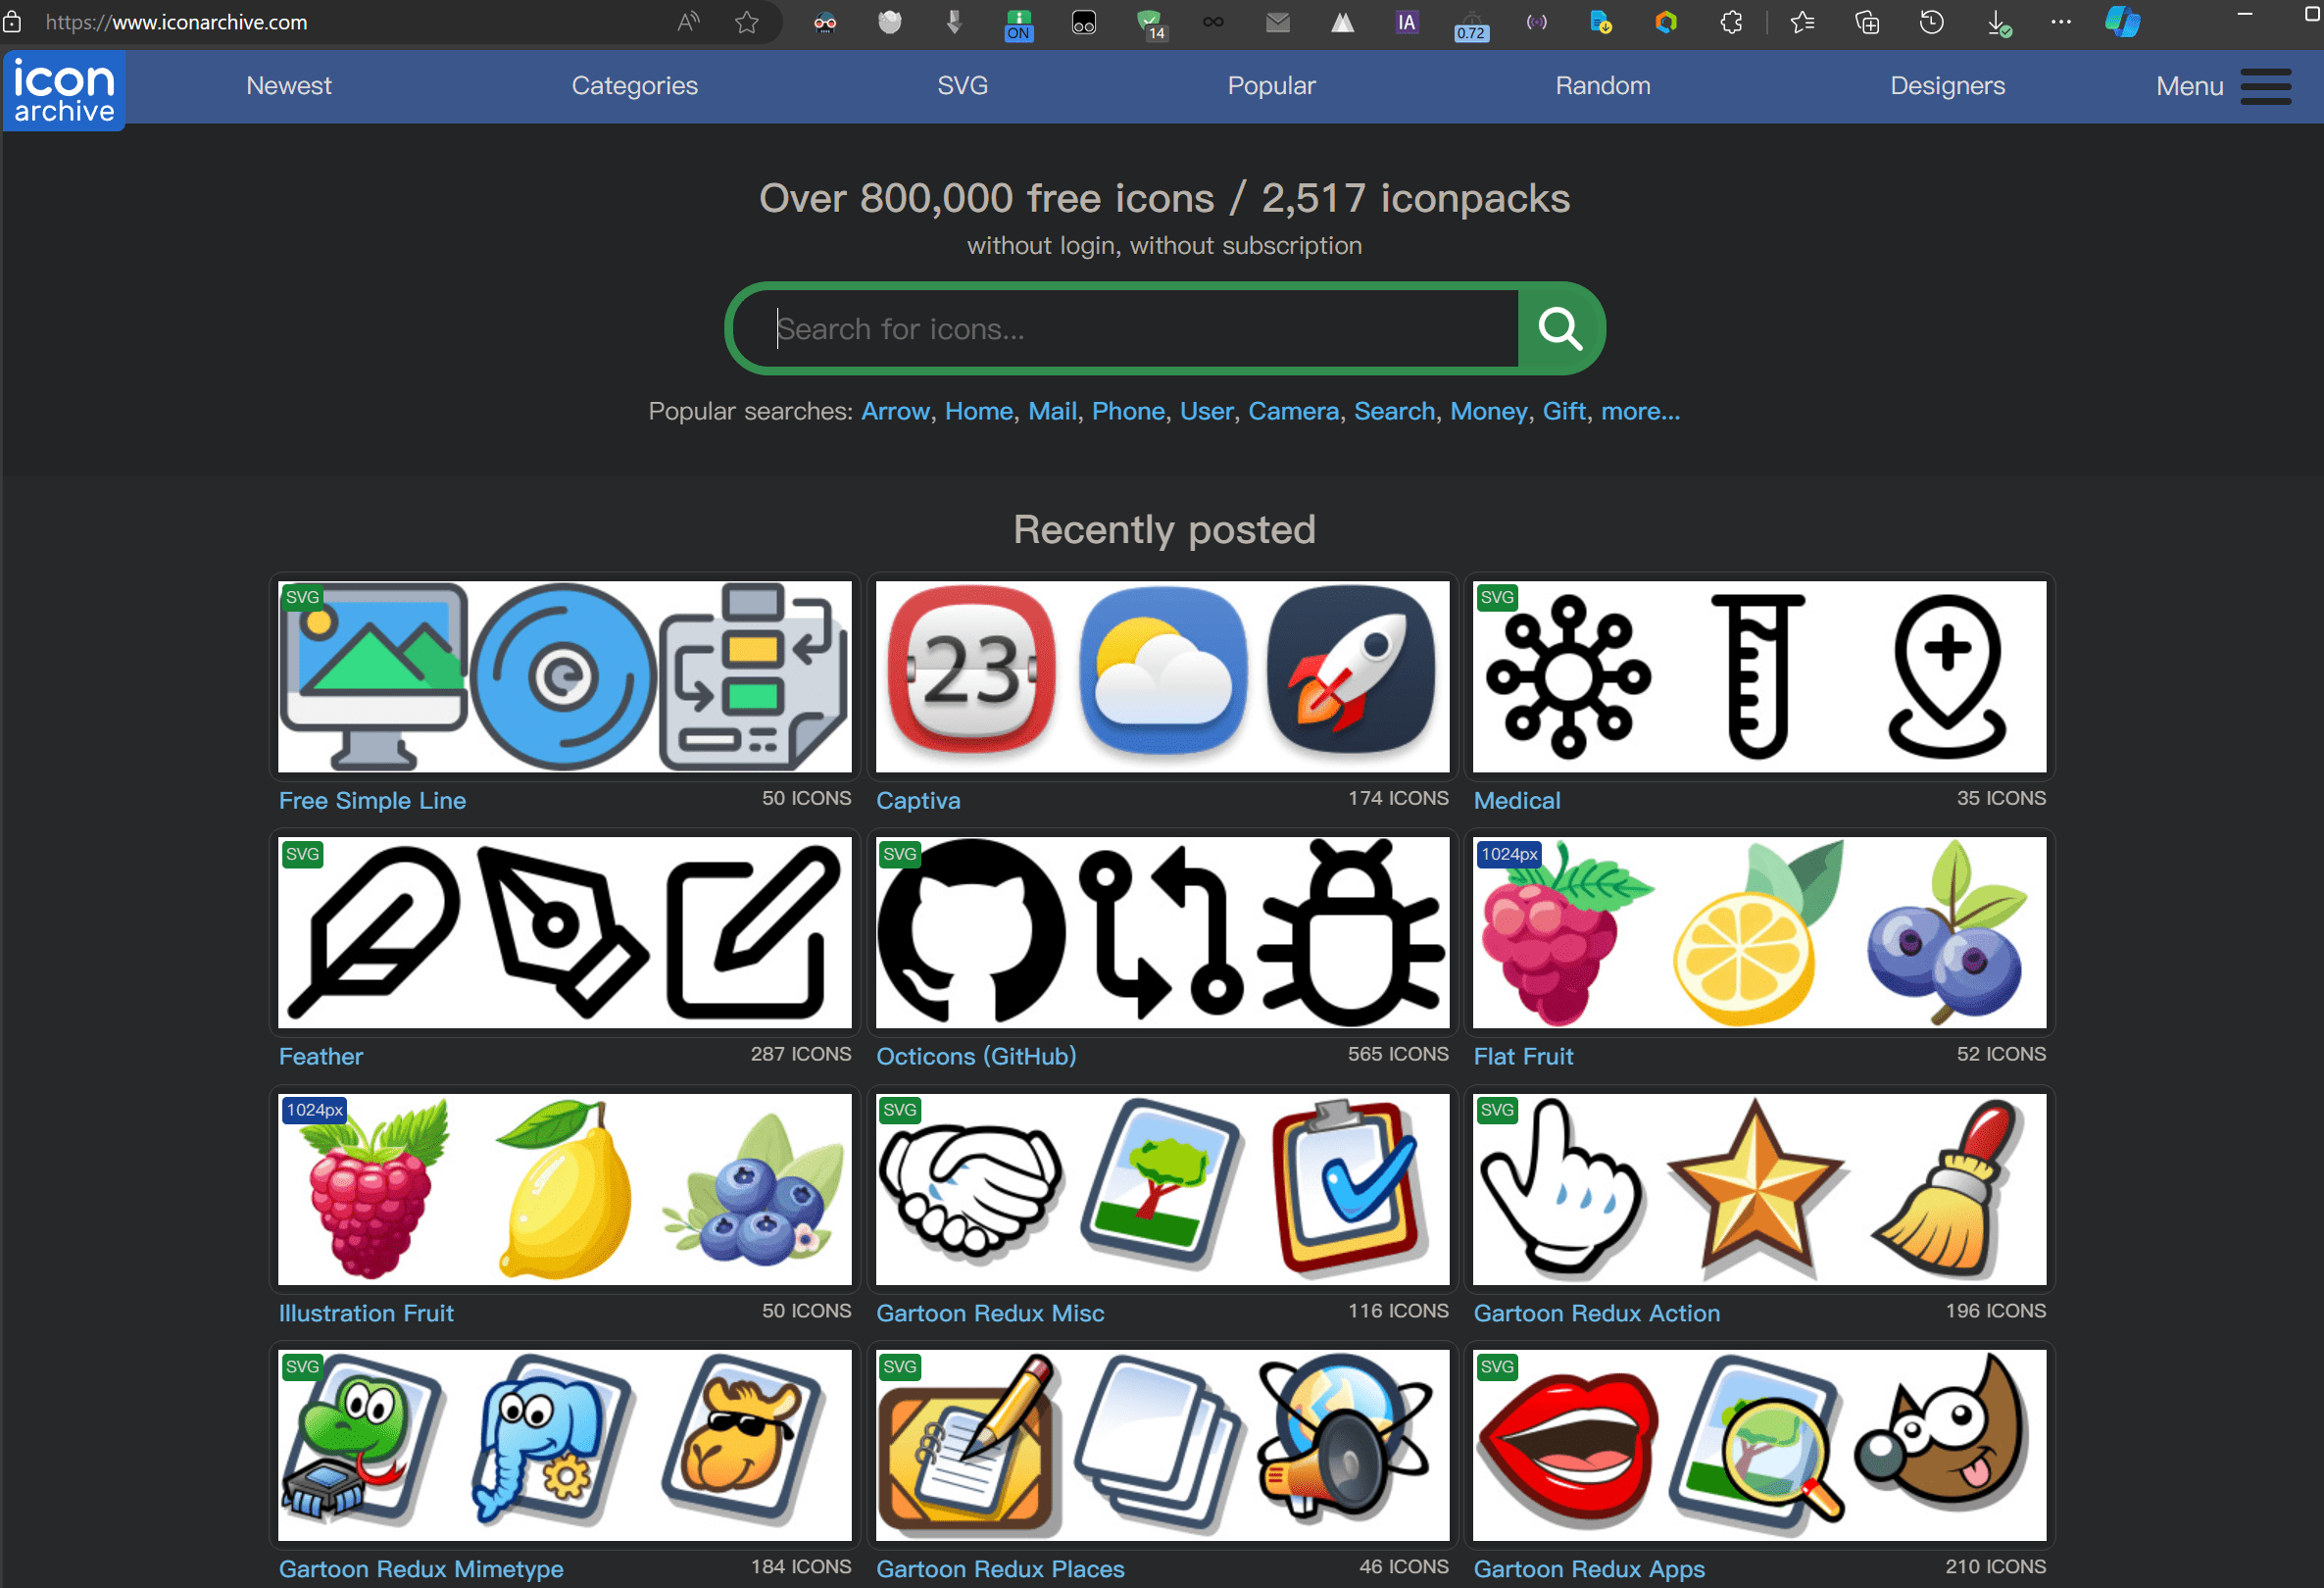 https://www.iconarchive.com
A))
ON
14
IA
0.72
icon
archive
Newest
Categories
SVG
Popular
Random
Designers
Menu
Over 800,000 free icons / 2,517 iconpacks
without login, without subscription
Search for icons...
Popular searches: Arrow, Home, Mail, Phone, User, Camera, Search, Money, Gift, more...
Recently posted
SVG
23
SVG
Free Simple Line
50 ICONS
Captiva
174 ICONS
Medical
35 ICONS
SVG
SVG
1024px
Feather
287 ICONS
Octicons (GitHub)
565 ICONS
Flat Fruit
52 ICONS
1024px
SVG
SVG
Illustration Fruit
50 ICONS
Gartoon Redux Misc
116 ICONS
Gartoon Redux Action
196 ICONS
SVG
SVG
SVG
Gartoon Redux Mimetype
184 ICONS
Gartoon Redux Places
46 ICONS
Gartoon Redux Apps
210 ICONS